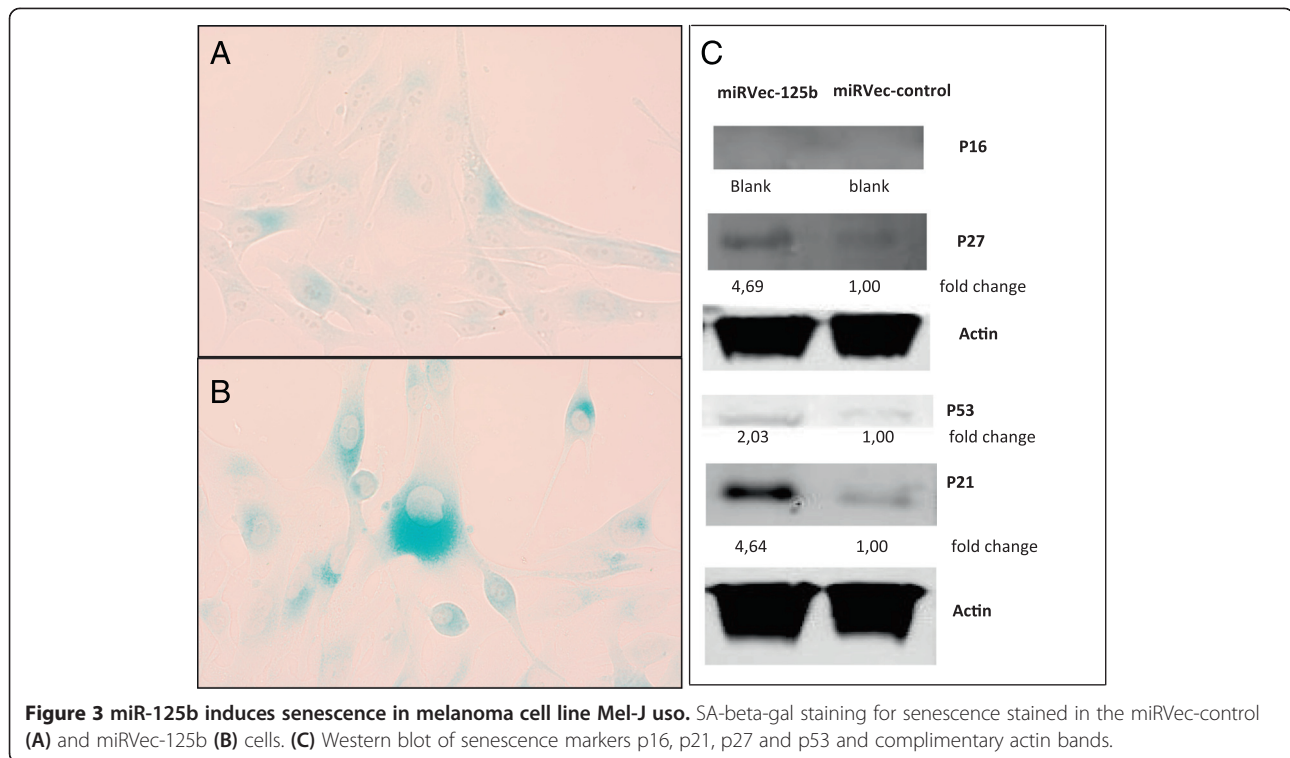 A
B
C
miRVec-125b miRVec-control
P16
Blank blank
P27
4,69 1,00 fold change
Actin
P53
2,03 1,00 fold change
P21
4,64 1,00 fold change
Actin
Figure 3 miR-125b induces senescence in melanoma cell line Mel-J uso. SA-beta-gal staining for senescence stained in the miRVec-control
(A) and miRVec-125b (B) cells. (C) Western blot of senescence markers p16, p21, p27 and p53 and complimentary actin bands.